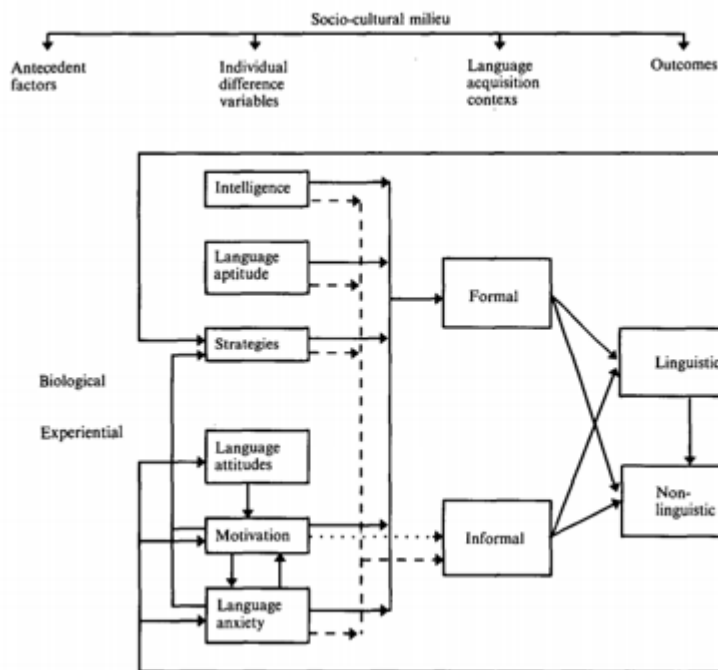 Socio-cultural milieu
Antecedent
factors
Individual
difference
variables
Language
acquisition
contexs
Outcomes
Intelligence
Language
aptitude
Strategies
Biological
Experiential
Language
attitudes
Motivation
Language
anxiety
Formal
Informal
Linguistic
Non-
linguistic